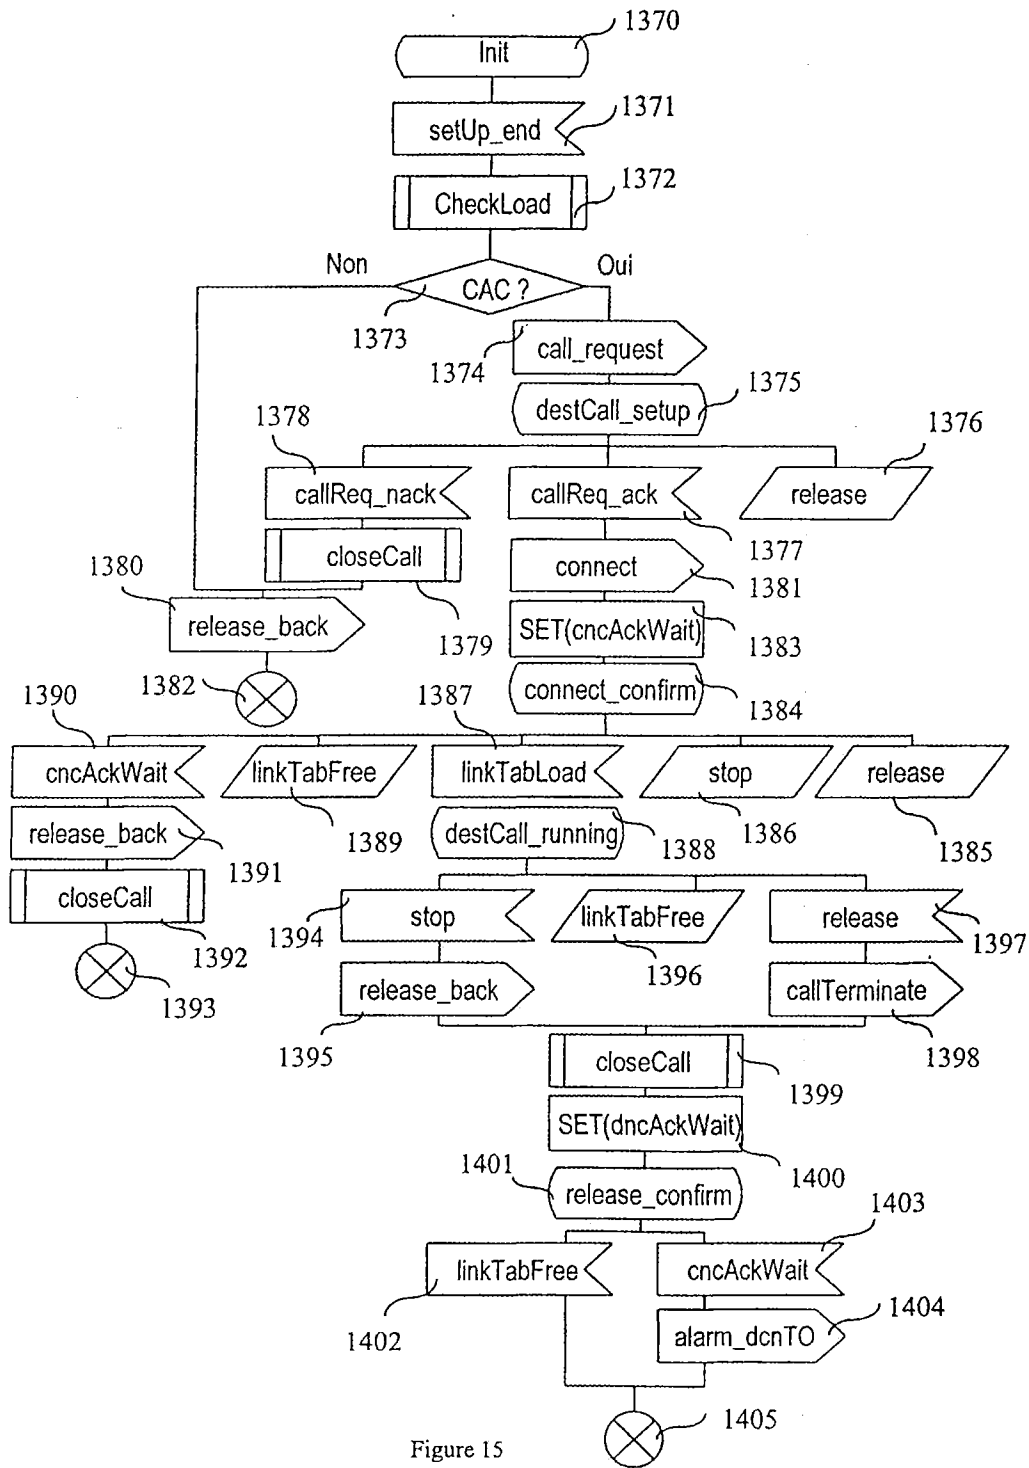 1370
Init
1371
setUp_end
1372
CheckLoad
Non
Oui
CAC ?
1373
1374
call_request
1375
destCall_setup
1378
1376
callReq_nack
callReq_ack
release
1377
closeCall
connect
1380
1381
release_back
1379
SET(cncAckWait)
1383
1382
connect_confirm
1384
1390
1387
cncAckWait
linkTabFree
linkTabLoad
stop
release
release_back
destCall_running
1388
1386
1385
1389
1391
closeCall
1394
stop
linkTabFree
release
1392
1397
1396
1393
release_back
callTerminate
1395
1398
closeCall
1399
SET(dncAckWait)
1400
1401
release_confirm
1403
linkTabFree
cncAckWait
1404
1402
alarm_dcnTO
1405
Figure 15